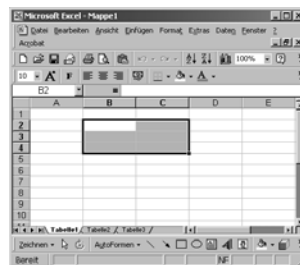 Microsoft Excel - Mappe1
Datei Bearbeiten Ansicht Einfügen Format Extras Daten Fenster ?
Acrobat
100%
10 A F
B2 =
A B C D E
1
2
3
4
5
6
7
8
9
10
Tabelle1 Tabelle2 Tabelle3
Zeichnen AutoFormen
Bereit NF